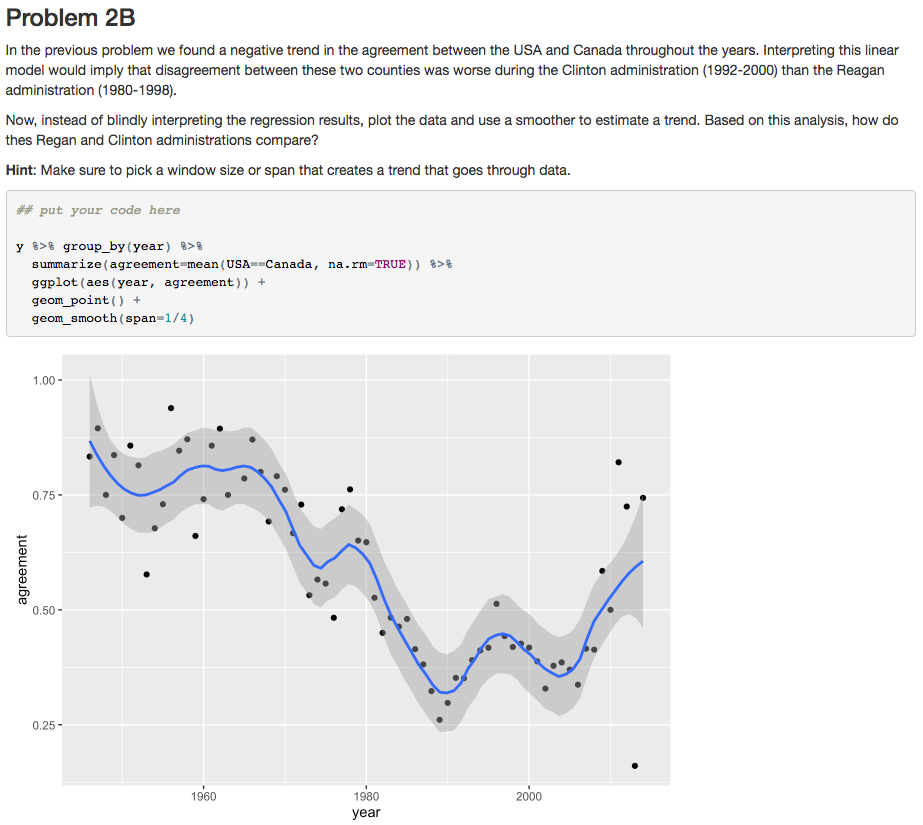 Problem 2B
In the previous problem we found a negative trend in the agreement between the USA and Canada throughout the years. Interpreting this linear
model would imply that disagreement between these two counties was worse during the Clinton administration (1992-2000) than the Reagan
administration (1980-1998).
Now, instead of blindly interpreting the regression results, plot the data and use a smoother to estimate a trend. Based on this analysis, how do
thes Regan and Clinton administrations compare?
Hint: Make sure to pick a window size or span that creates a trend that goes through data.
## put your code here
y %>% group_by(year) %>%
summarize(agreement=mean(USA==Canada, na.rm=TRUE)) %>%
ggplot(aes(year, agreement)) +
geom_point() +
geom_smooth(span=1/4)
1.00
0.75
agreement
0.50
0.25
1960 1980 2000
year